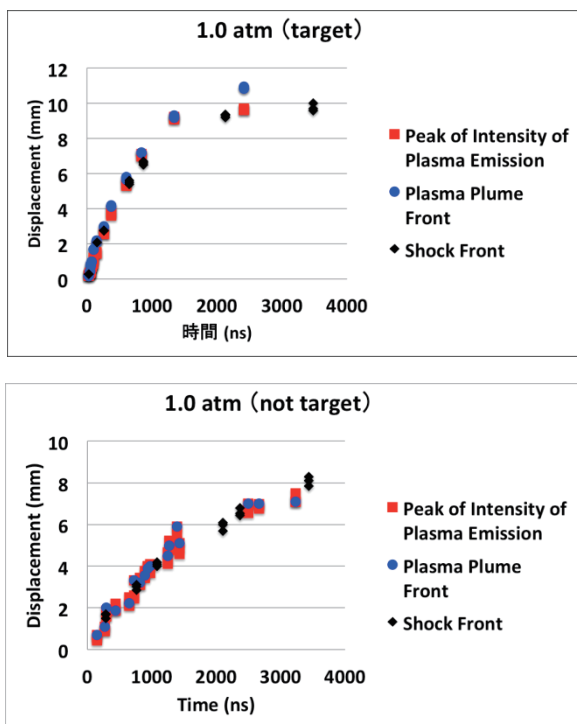 1.0 atm（target）
Displacement (mm)
12
10
8
6
4
2
0
0 1000 2000 3000 4000
時間 (ns)
Peak of Intensity of
Plasma Emission
Plasma Plume
Front
Shock Front
1.0 atm（not target）
Displacement (mm)
10
8
6
4
2
0
0 1000 2000 3000 4000
Time (ns)
Peak of Intensity of
Plasma Emission
Plasma Plume
Front
Shock Front